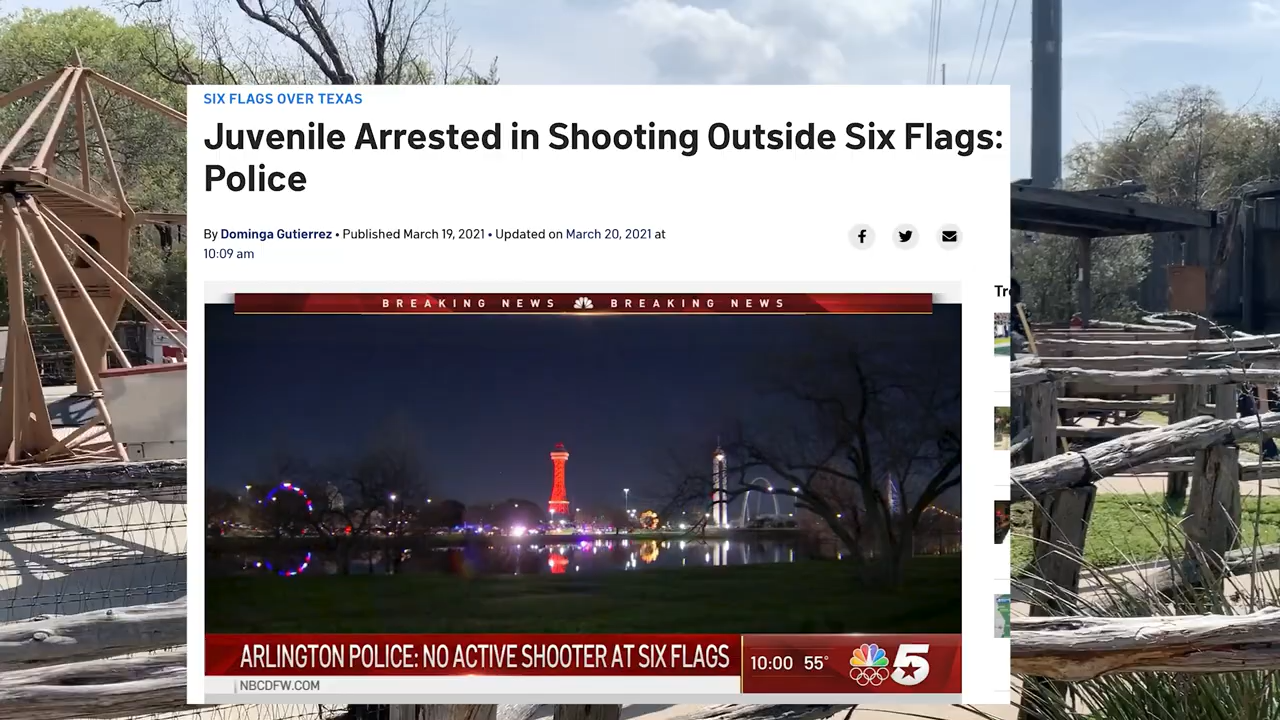 SIX FLAGS OVER TEXAS
Juvenile Arrested in Shooting Outside Six Flags:
Police
By Dominga Gutierrez • Published March 19, 2021 • Updated on March 20, 2021 at
10:09 am
Tr
BREAKING NEWS BREAKING NEWS
ARLINGTON POLICE: NO ACTIVE SHOOTER AT SIX FLAGS
10:00 55°
5
NBCDFW.COM